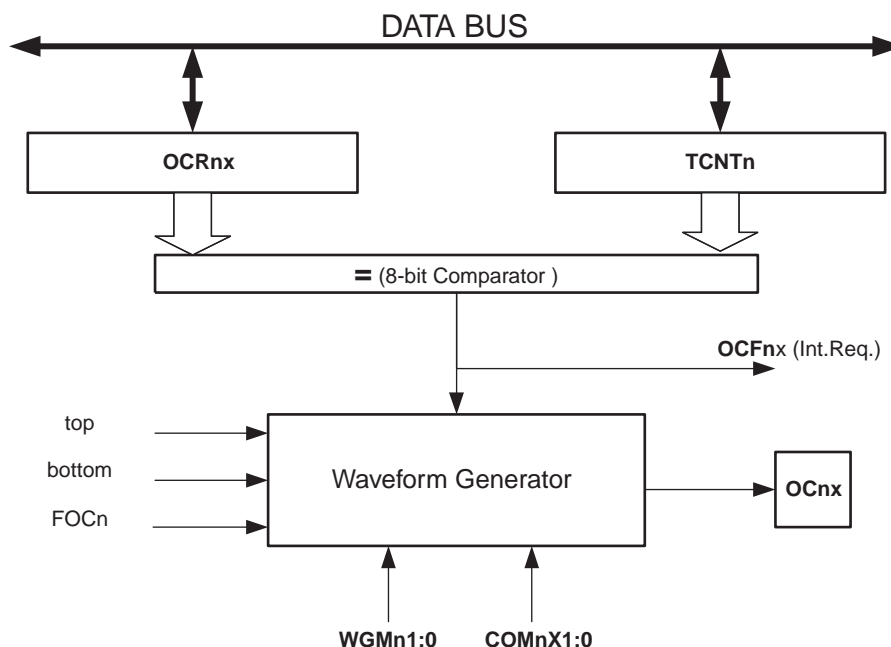 DATA BUS
OCRnx
TCNTn
= (8-bit Comparator )
OCFnx (Int.Req.)
top
bottom
FOCn
Waveform Generator
OCnx
WGMn1:0
COMnX1:0